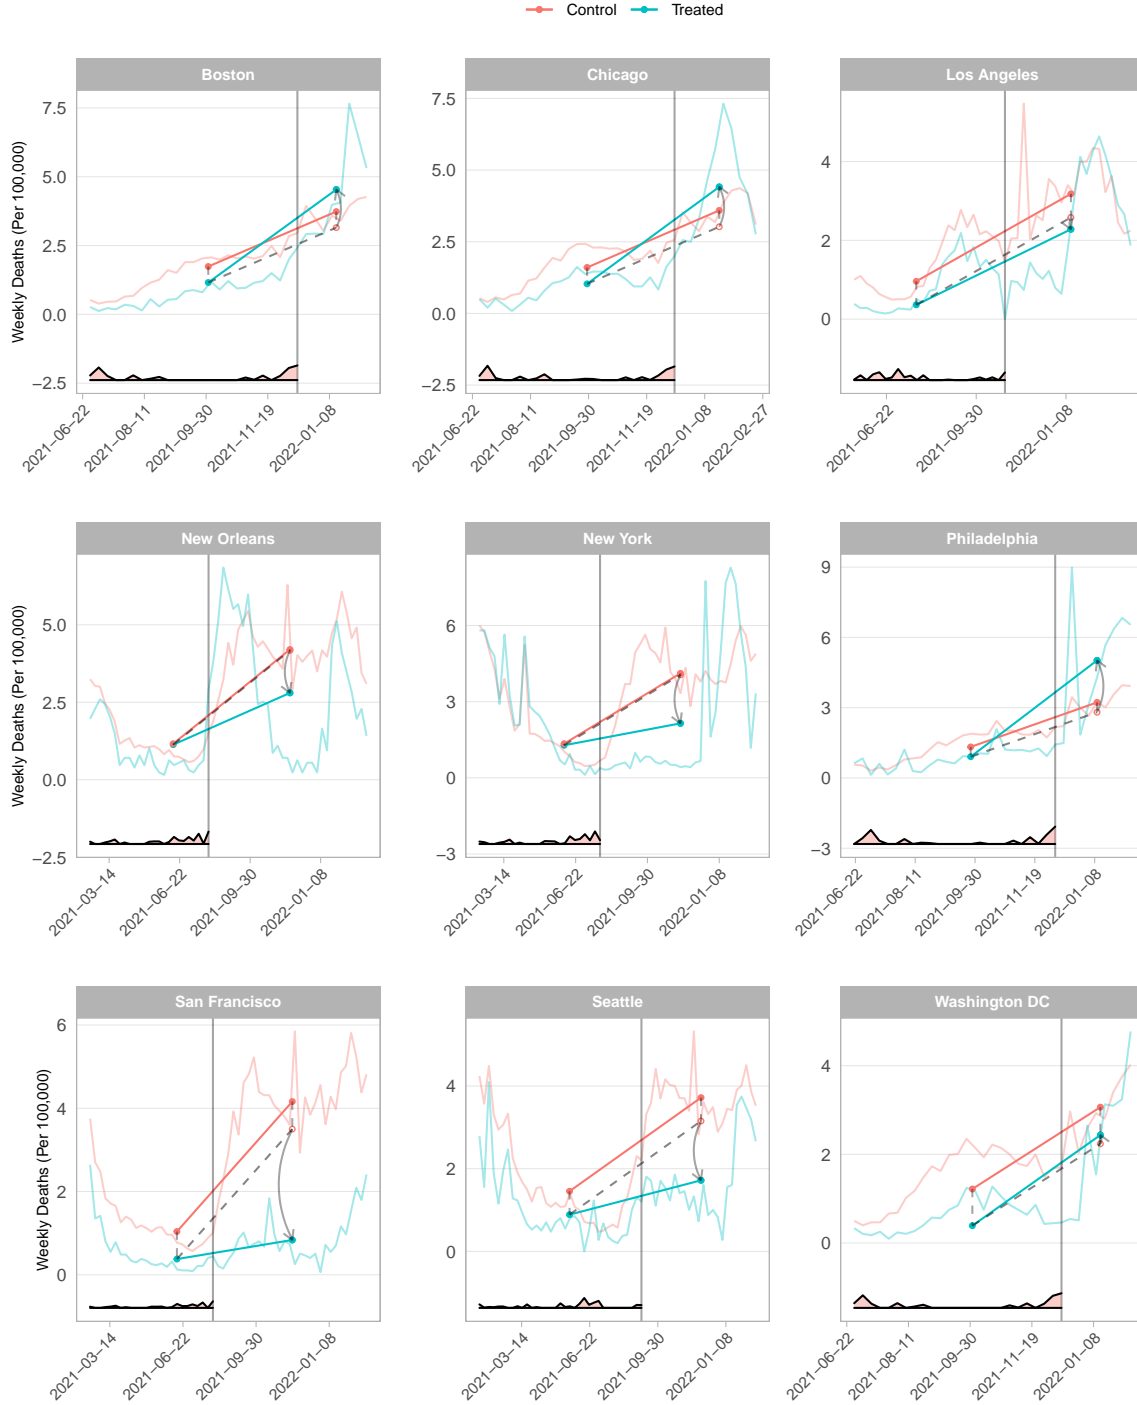 Control Treated
Boston Chicago Los Angeles
Weekly Deaths (Per 100,000)
7.5
5.0
2.5
0.0
−2.5
7.5
5.0
2.5
0.0
−2.5
4
2
0
2021−06−22 2021−08−11 2021−09−30 2021−11−19 2022−01−08
2021−06−22 2021−08−11 2021−09−30 2021−11−19 2022−01−08 2022−02−27
2021−06−22 2021−09−30 2022−01−08
New Orleans New York Philadelphia
Weekly Deaths (Per 100,000)
5.0
2.5
0.0
−2.5
6
3
0
−3
9
6
3
0
−3
2021−03−14 2021−06−22 2021−09−30 2022−01−08
2021−03−14 2021−06−22 2021−09−30 2022−01−08
2021−06−22 2021−08−11 2021−09−30 2021−11−19 2022−01−08
San Francisco Seattle Washington DC
Weekly Deaths (Per 100,000)
6
4
2
0
4
2
0
4
2
0
2021−03−14 2021−06−22 2021−09−30 2022−01−08
2021−03−14 2021−06−22 2021−09−30 2022−01−08
2021−06−22 2021−08−11 2021−09−30 2021−11−19 2022−01−08